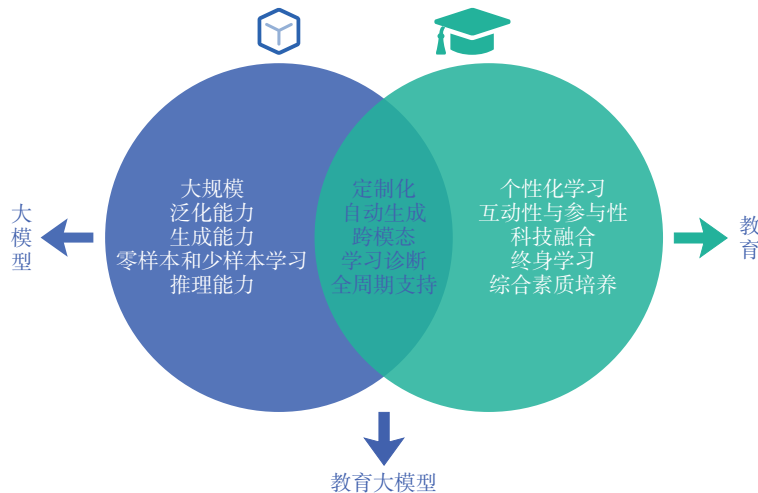 大规模
泛化能力
生成能力
零样本和少样本学习
推理能力
定制化
自动生成
跨模态
学习诊断
全周期支持
个性化学习
互动性与参与性
科技融合
终身学习
综合素质培养
大
模
型
教
育
教育大模型